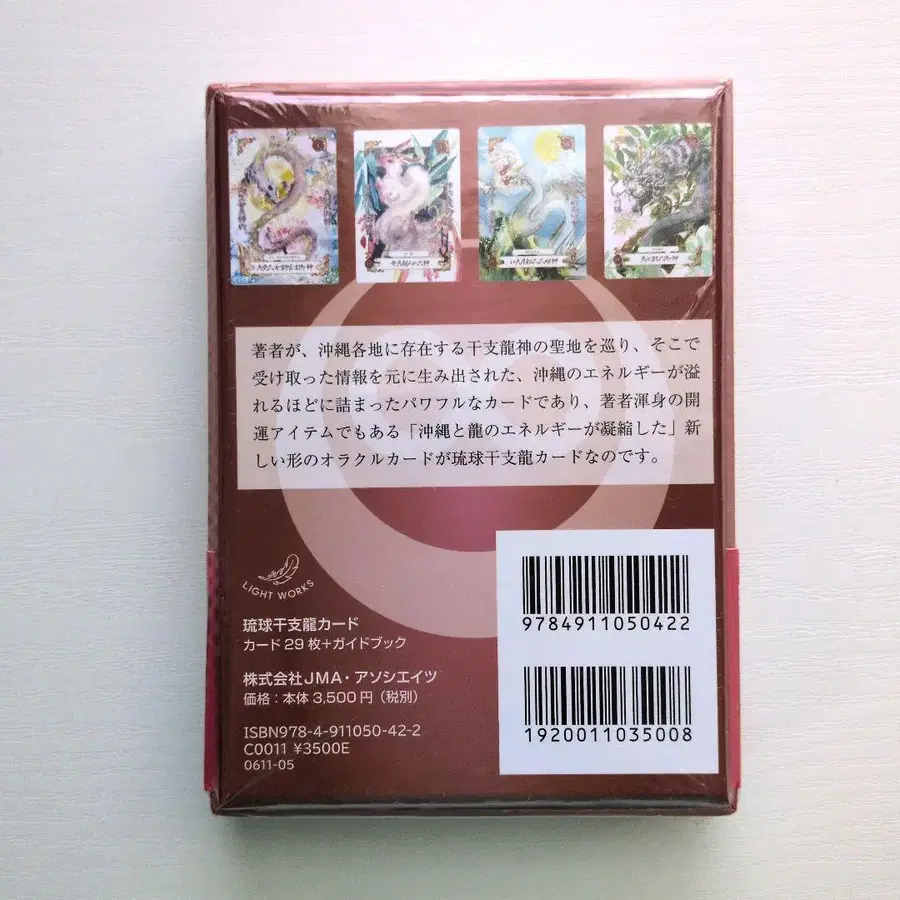 著者が、沖縄各地に存在する干支龍神の聖地を巡り、そこで
受け取った情報を元に生み出された、沖縄のエネルギーが溢
れるほどに詰まったパワフルなカードであり、著者渾身の開
運アイテムでもある「沖縄と龍のエネルギーが凝縮した」新
しい形のオラクルカードが琉球干支龍カードなのです。
LIGHT WORKS
琉球干支龍カード
カード29枚+ガイドブック
株式会社JMA・アソシエイツ
価格:本体3,500円(税別)
ISBN978-4-911050-42-2
C0011 ¥3500E
0611-05
9784911050422
1920011035008